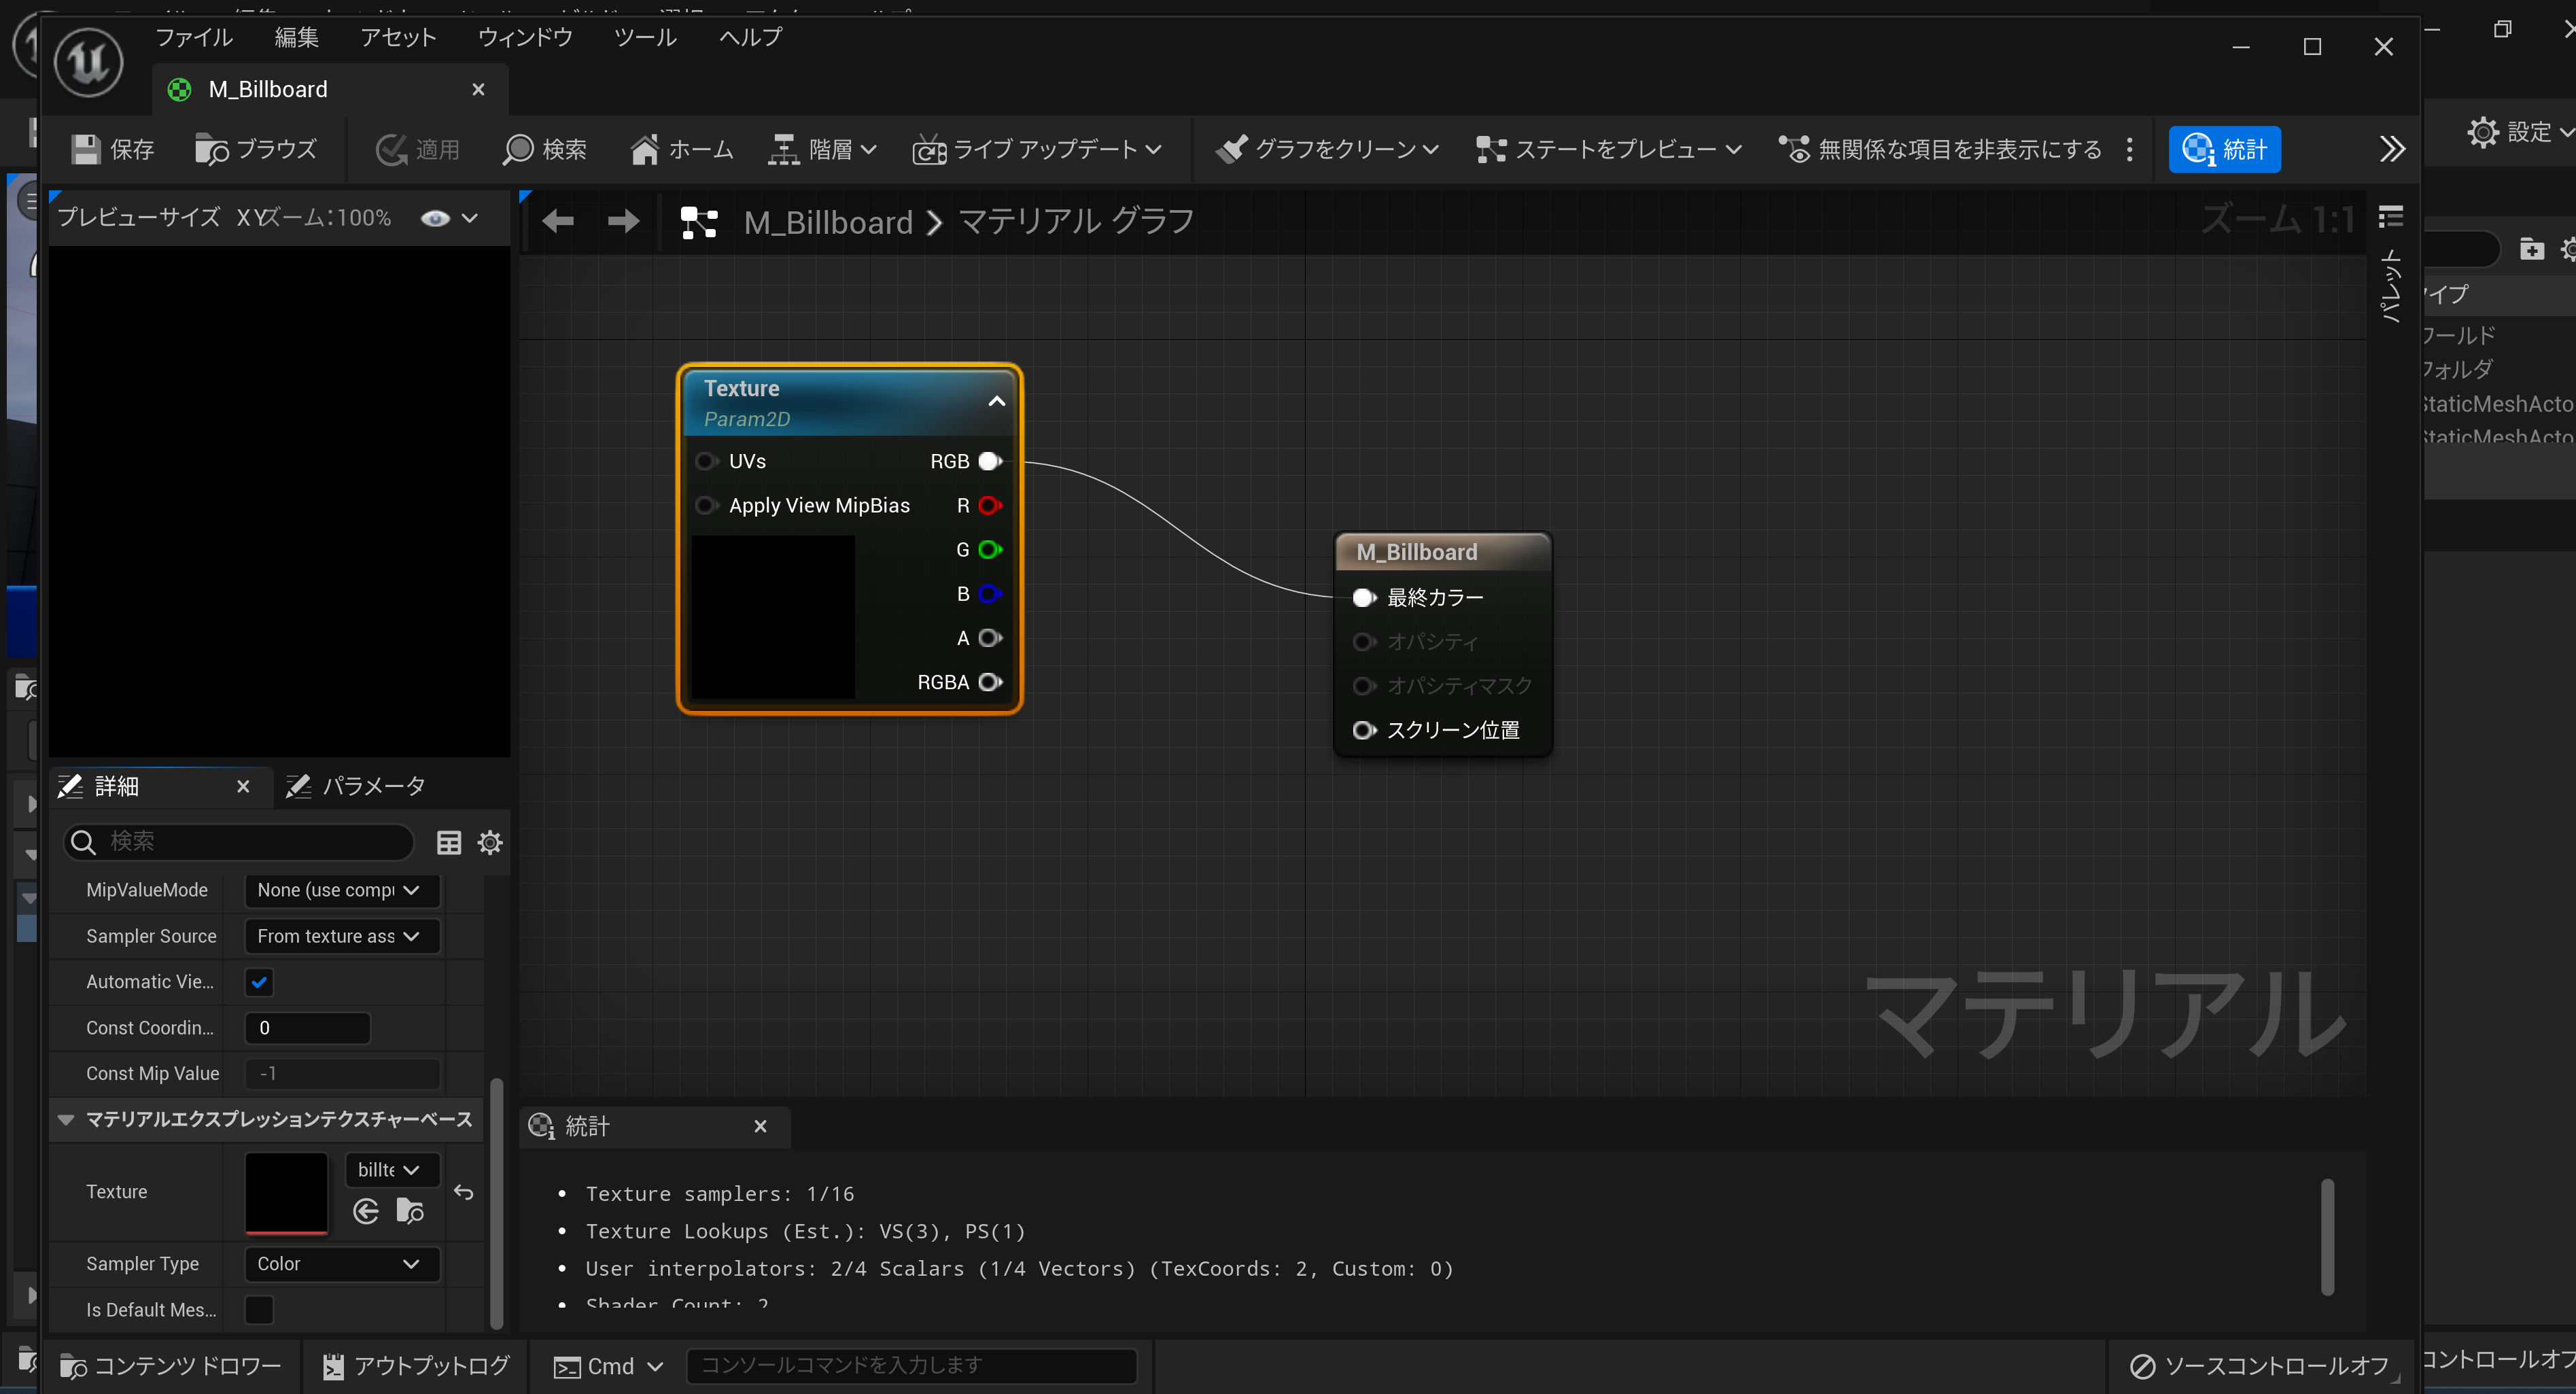 ファイル 編集 アセット ウィンドウ ツール ヘルプ
M_Billboard
保存 ブラウズ 適用 検索 ホーム 階層 ライブ アップデート グラフをクリーン ステートをプレビュー 無関係な項目を非表示にする 統計
設定
プレビューサイズ X Y ズーム：100%
M_Billboard マテリアル グラフ
ズーム 1:1
パレット
イプ
ワールド
フォルダ
StaticMeshActo
StaticMeshActo
Texture
Param2D
UVs RGB
Apply View MipBias R
G
B
A
RGBA
M_Billboard
最終カラー
オパシティ
オパシティマスク
スクリーン位置
マテリアル
詳細 パラメータ
検索
MipValueMode None (use comp
Sampler Source From texture ass
Automatic Vie...
Const Coordin... 0
Const Mip Value -1
マテリアルエクスプレッションテクスチャーベース
Texture billte
Sampler Type Color
Is Default Mes...
統計
• Texture samplers: 1/16
• Texture Lookups (Est.): VS(3), PS(1)
• User interpolators: 2/4 Scalars (1/4 Vectors) (TexCoords: 2, Custom: 0)
• Shader Count: 2
コンテンツ ドロワー アウトプットログ Cmd コンソールコマンドを入力します ソースコントロールオフ
コントロールオフ